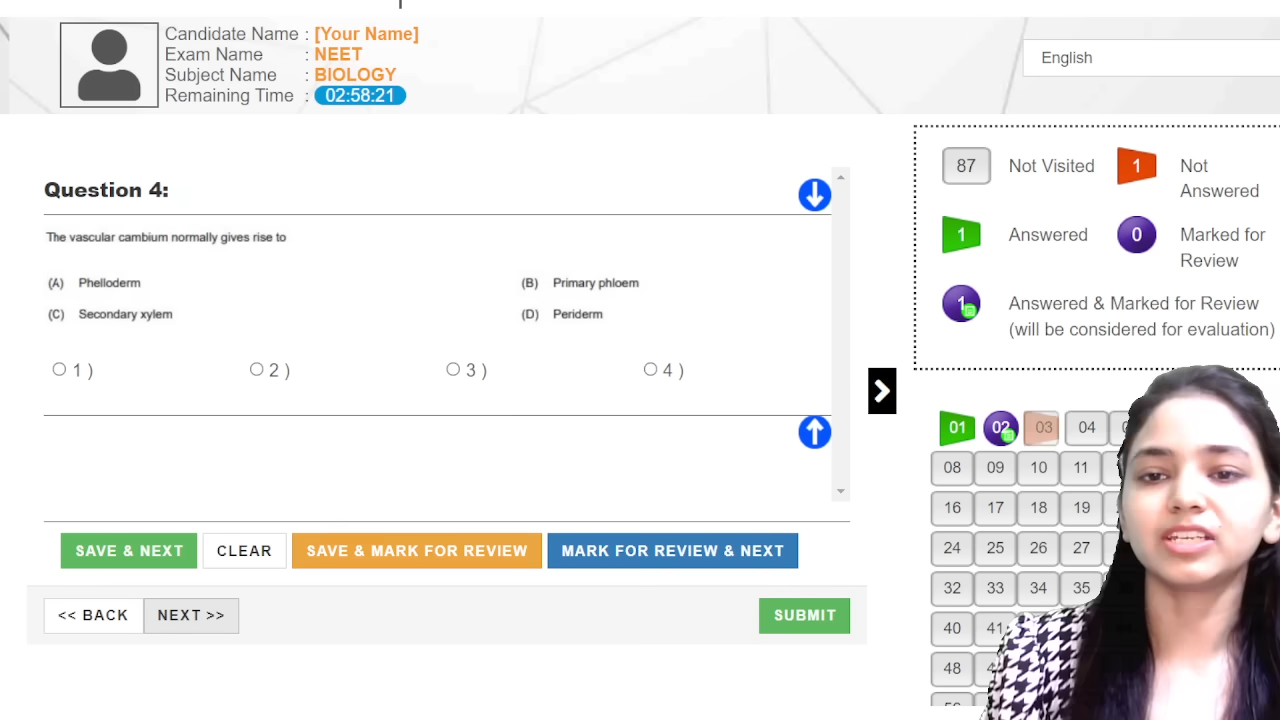 Candidate Name : [Your Name]
Exam Name : NEET
Subject Name : BIOLOGY
Remaining Time : 02:58:21
English
Question 4:
The vascular cambium normally gives rise to
(A) Phelloderm (B) Primary phloem
(C) Secondary xylem (D) Periderm
1 ) 2 ) 3 ) 4 )
SAVE & NEXT CLEAR SAVE & MARK FOR REVIEW MARK FOR REVIEW & NEXT
<< BACK NEXT >> SUBMIT
87 Not Visited 1 Not
Answered
1 Answered 0 Marked for
Review
1 Answered & Marked for Review
(will be considered for evaluation)
01 02 03 04
08 09 10 11
16 17 18 19
24 25 26 27
32 33 34 35
40 41
48